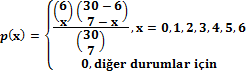 p(x) = { (6 x)(30 − 6 7 − x) / (30 7) , x = 0, 1, 2, 3, 4, 5, 6
0, diğer durumlar için